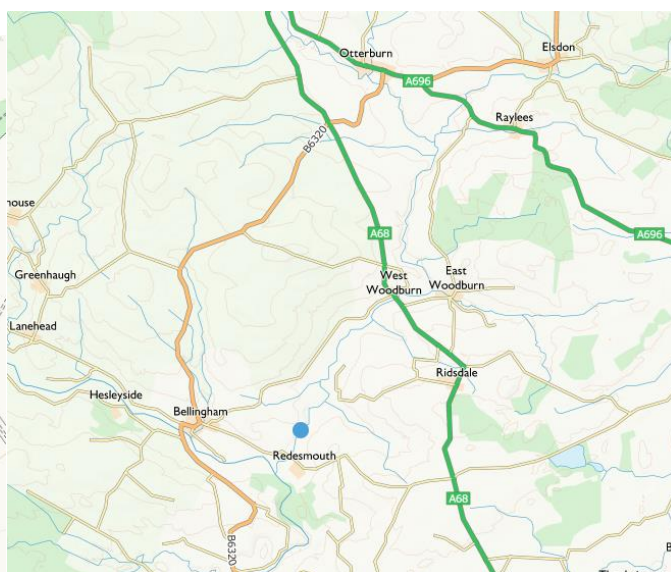 Otterburn
Elsdon
A696
Raylees
B6320
house
A68
A696
Greenhaugh
West
Woodburn
East
Woodburn
Lanehead
Ridsdale
Hesleyside
Bellingham
Redesmouth
A68
B6320